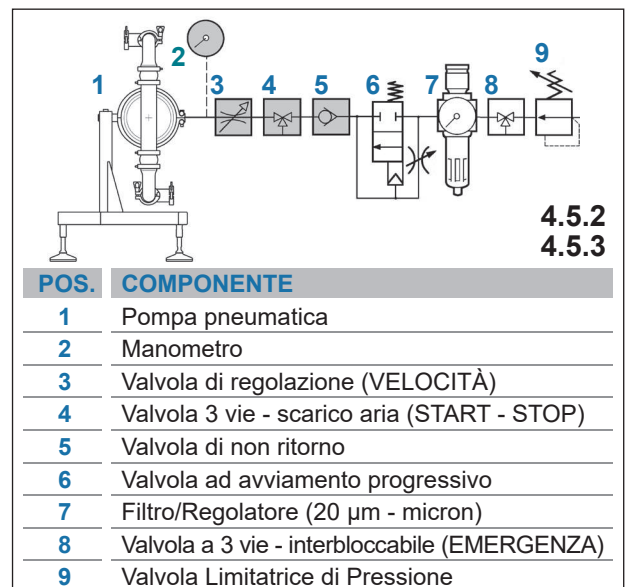 9
2
1
3
4
5
6
7
8
4.5.2
4.5.3
POS. COMPONENTE
1 Pompa pneumatica
2 Manometro
3 Valvola di regolazione (VELOCITÀ)
4 Valvola 3 vie - scarico aria (START - STOP)
5 Valvola di non ritorno
6 Valvola ad avviamento progressivo
7 Filtro/Regolatore (20 µm - micron)
8 Valvola a 3 vie - interbloccabile (EMERGENZA)
9 Valvola Limitatrice di Pressione